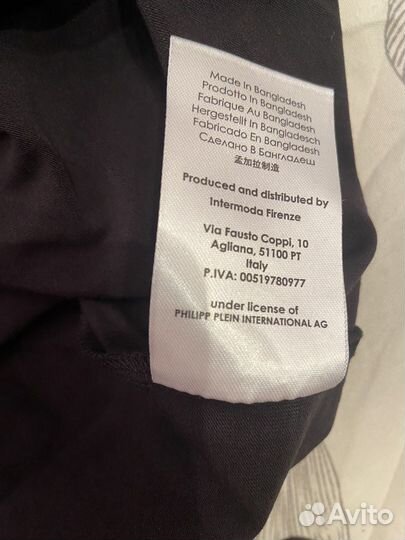 Made In Bangladesh
Prodotto In Bangladesh
Fabrique Au Bangladesh
Hergestellt In Bangladesch
Fabricado En Bangladesh
Сделано В Бангладеш
孟加拉制造
Produced and distributed by
Intermoda Firenze
Via Fausto Coppi, 10
Agliana, 51100 PT
Italy
P.IVA: 00519780977
under license of
PHILIPP PLEIN INTERNATIONAL AG
Avito